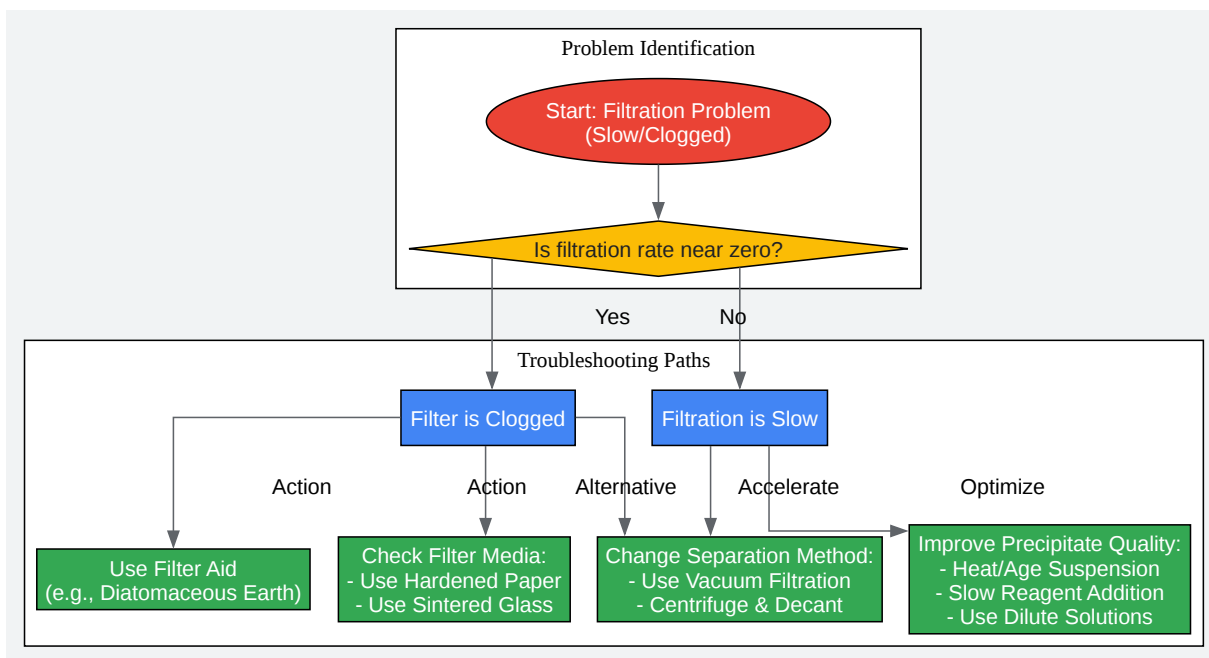 Problem Identification
Start: Filtration Problem
(Slow/Clogged)
Is filtration rate near zero?
Yes
No
Troubleshooting Paths
Filter is Clogged
Filtration is Slow
Action
Action
Alternative
Accelerate
Optimize
Use Filter Aid
(e.g., Diatomaceous Earth)
Check Filter Media:
- Use Hardened Paper
- Use Sintered Glass
Change Separation Method:
- Use Vacuum Filtration
- Centrifuge & Decant
Improve Precipitate Quality:
- Heat/Age Suspension
- Slow Reagent Addition
- Use Dilute Solutions